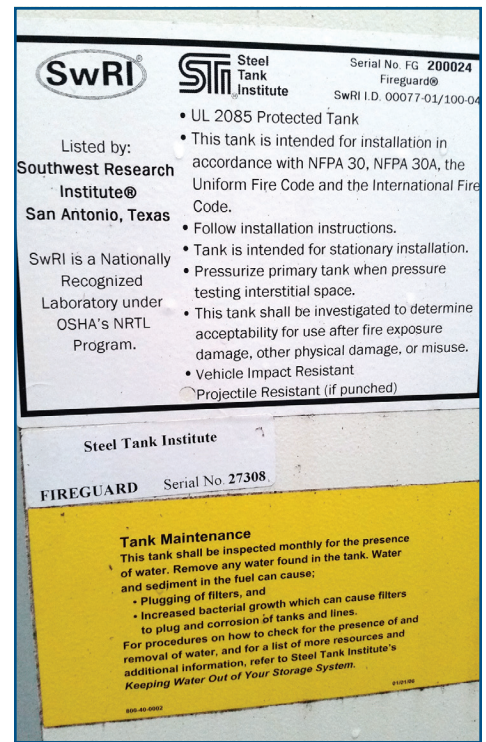 SwRI®
Listed by:
Southwest Research
Institute®
San Antonio, Texas
SwRI is a Nationally
Recognized
Laboratory under
OSHA's NRTL
Program.
STI® Steel
Tank
Institute
Serial No. FG 200024
Fireguard®
SwRI I.D. 00077-01/100-04
• UL 2085 Protected Tank
• This tank is intended for installation in
accordance with NFPA 30, NFPA 30A, the
Uniform Fire Code and the International Fire
Code.
• Follow installation instructions.
• Tank is intended for stationary installation.
• Pressurize primary tank when pressure
testing interstitial space.
• This tank shall be investigated to determine
acceptability for use after fire exposure
damage, other physical damage, or misuse.
• Vehicle Impact Resistant
Projectile Resistant (if punched)
Steel Tank Institute
FIREGUARD Serial No. 27308
Tank Maintenance
This tank shall be inspected monthly for the presence
of water. Remove any water found in the tank. Water
and sediment in the fuel can cause;
• Plugging of filters, and
• Increased bacterial growth which can cause filters
to plug and corrosion of tanks and lines.
For procedures on how to check for the presence of and
removal of water, and for a list of more resources and
additional information, refer to Steel Tank Institute's
Keeping Water Out of Your Storage System.
800-40-0002